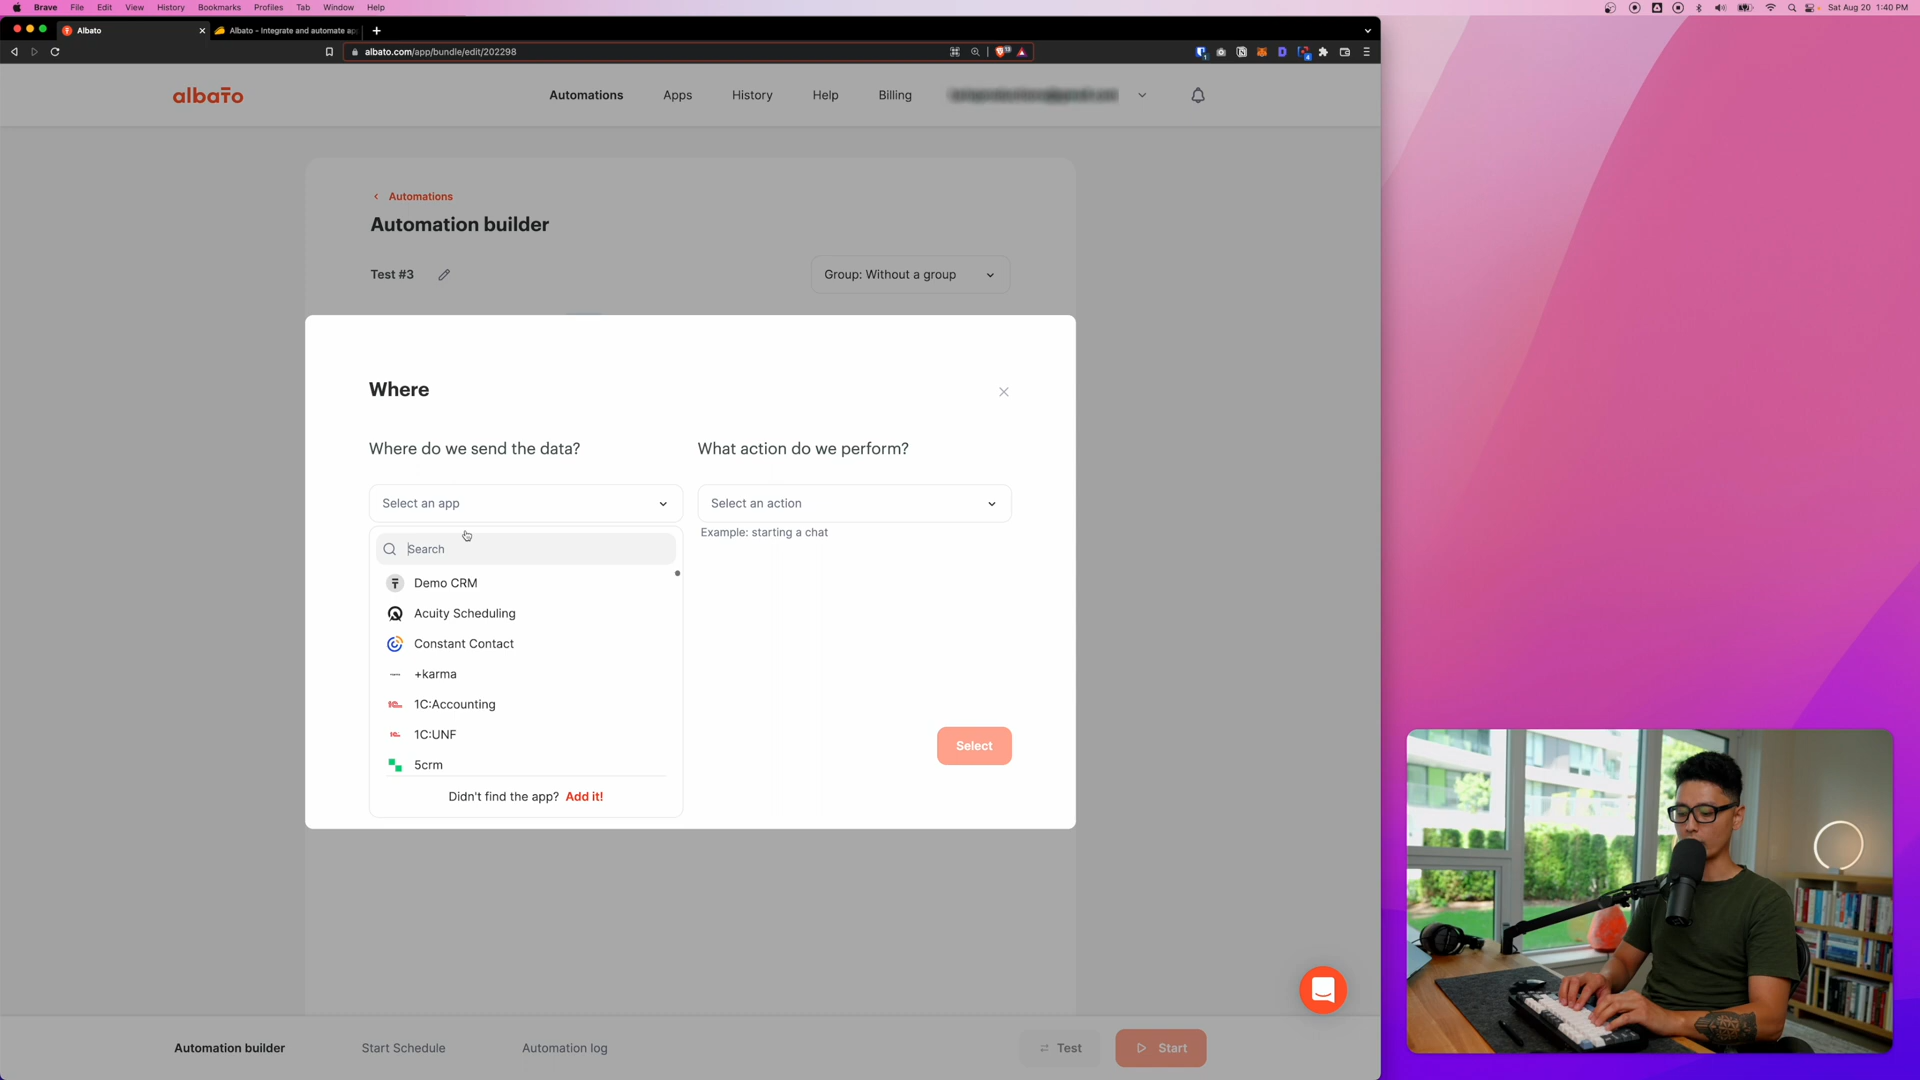 Brave File Edit View History Bookmarks Profiles Tab Window Help
Sat Aug 20 1:40 PM
Albato
Albato - Integrate and automate ap
albato.com/app/bundle/edit/202298
albato
Automations Apps History Help Billing
Automations
Automation builder
Test #3
Group: Without a group
Where
Where do we send the data? What action do we perform?
Select an app Select an action
Example: starting a chat
Search
Demo CRM
Acuity Scheduling
Constant Contact
+karma
1C:Accounting
1C:UNF
5crm
Select
Didn't find the app? Add it!
Automation builder Start Schedule Automation log Test Start